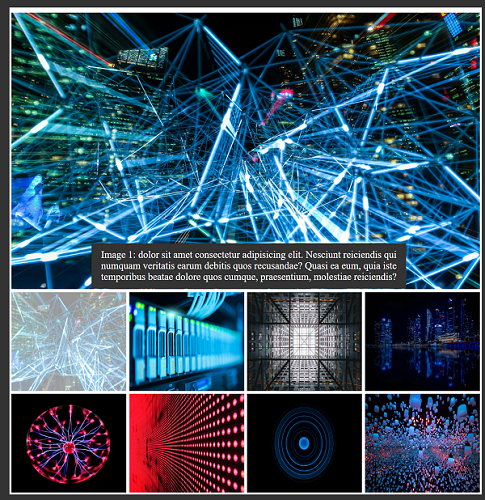 Image 1: dolor sit amet consectetur adipisicing elit. Nesciunt reiciendis qui
numquam veritatis earum debitis quos recusandae? Quasi ea eum, quia iste
temporibus beatae dolore quos cumque, praesentium, molestiae reiciendis?